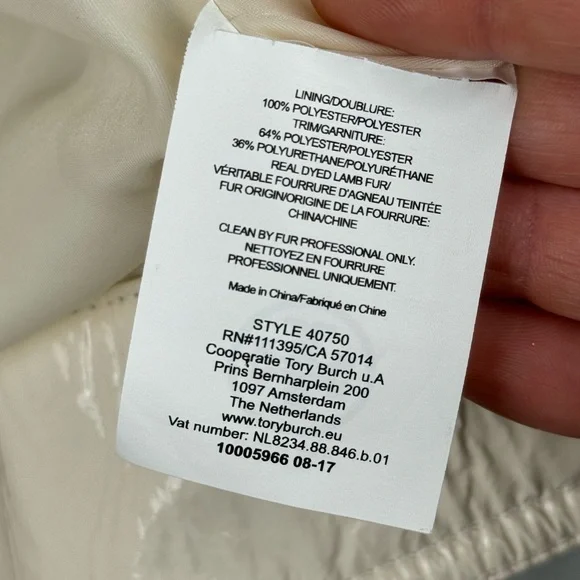 LINING/DOUBLURE:
100% POLYESTER/POLYESTER
TRIM/GARNITURE:
64% POLYESTER/POLYESTER
36% POLYURETHANE/POLYURÉTHANE
REAL DYED LAMB FUR/
VÉRITABLE FOURRURE D'AGNEAU TEINTÉE
FUR ORIGIN/ORIGINE DE LA FOURRURE:
CHINA/CHINE
CLEAN BY FUR PROFESSIONAL ONLY.
NETTOYEZ EN FOURRURE
PROFESSIONNEL UNIQUEMENT.
Made in China/Fabriqué en Chine
STYLE 40750
RN#111395/CA 57014
Cooperatie Tory Burch u.A
Prins Bernharplein 200
1097 Amsterdam
The Netherlands
www.toryburch.eu
Vat number: NL8234.88.846.b.01
10005966 08-17